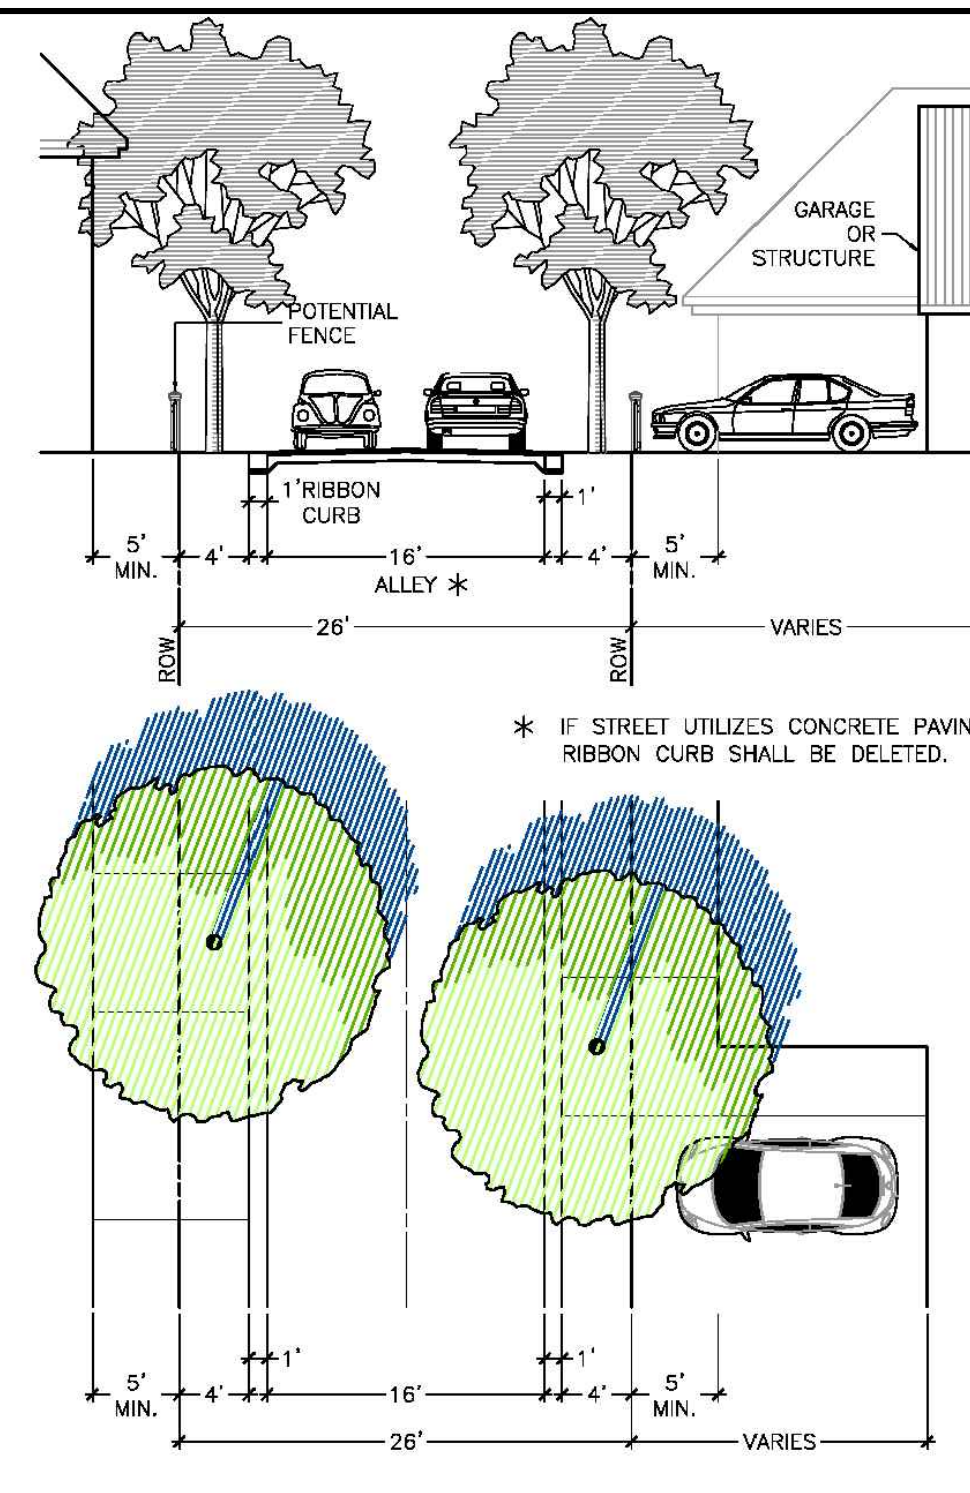 GARAGE
OR
STRUCTURE
POTENTIAL
FENCE
1'RIBBON
CURB
1'
5'
MIN.
4'
16'
4'
5'
MIN.
ALLEY *
26'
VARIES
ROW
ROW
* IF STREET UTILIZES CONCRETE PAVIN
RIBBON CURB SHALL BE DELETED.
1'
1'
5'
MIN.
4'
16'
4'
5'
MIN.
26'
VARIES